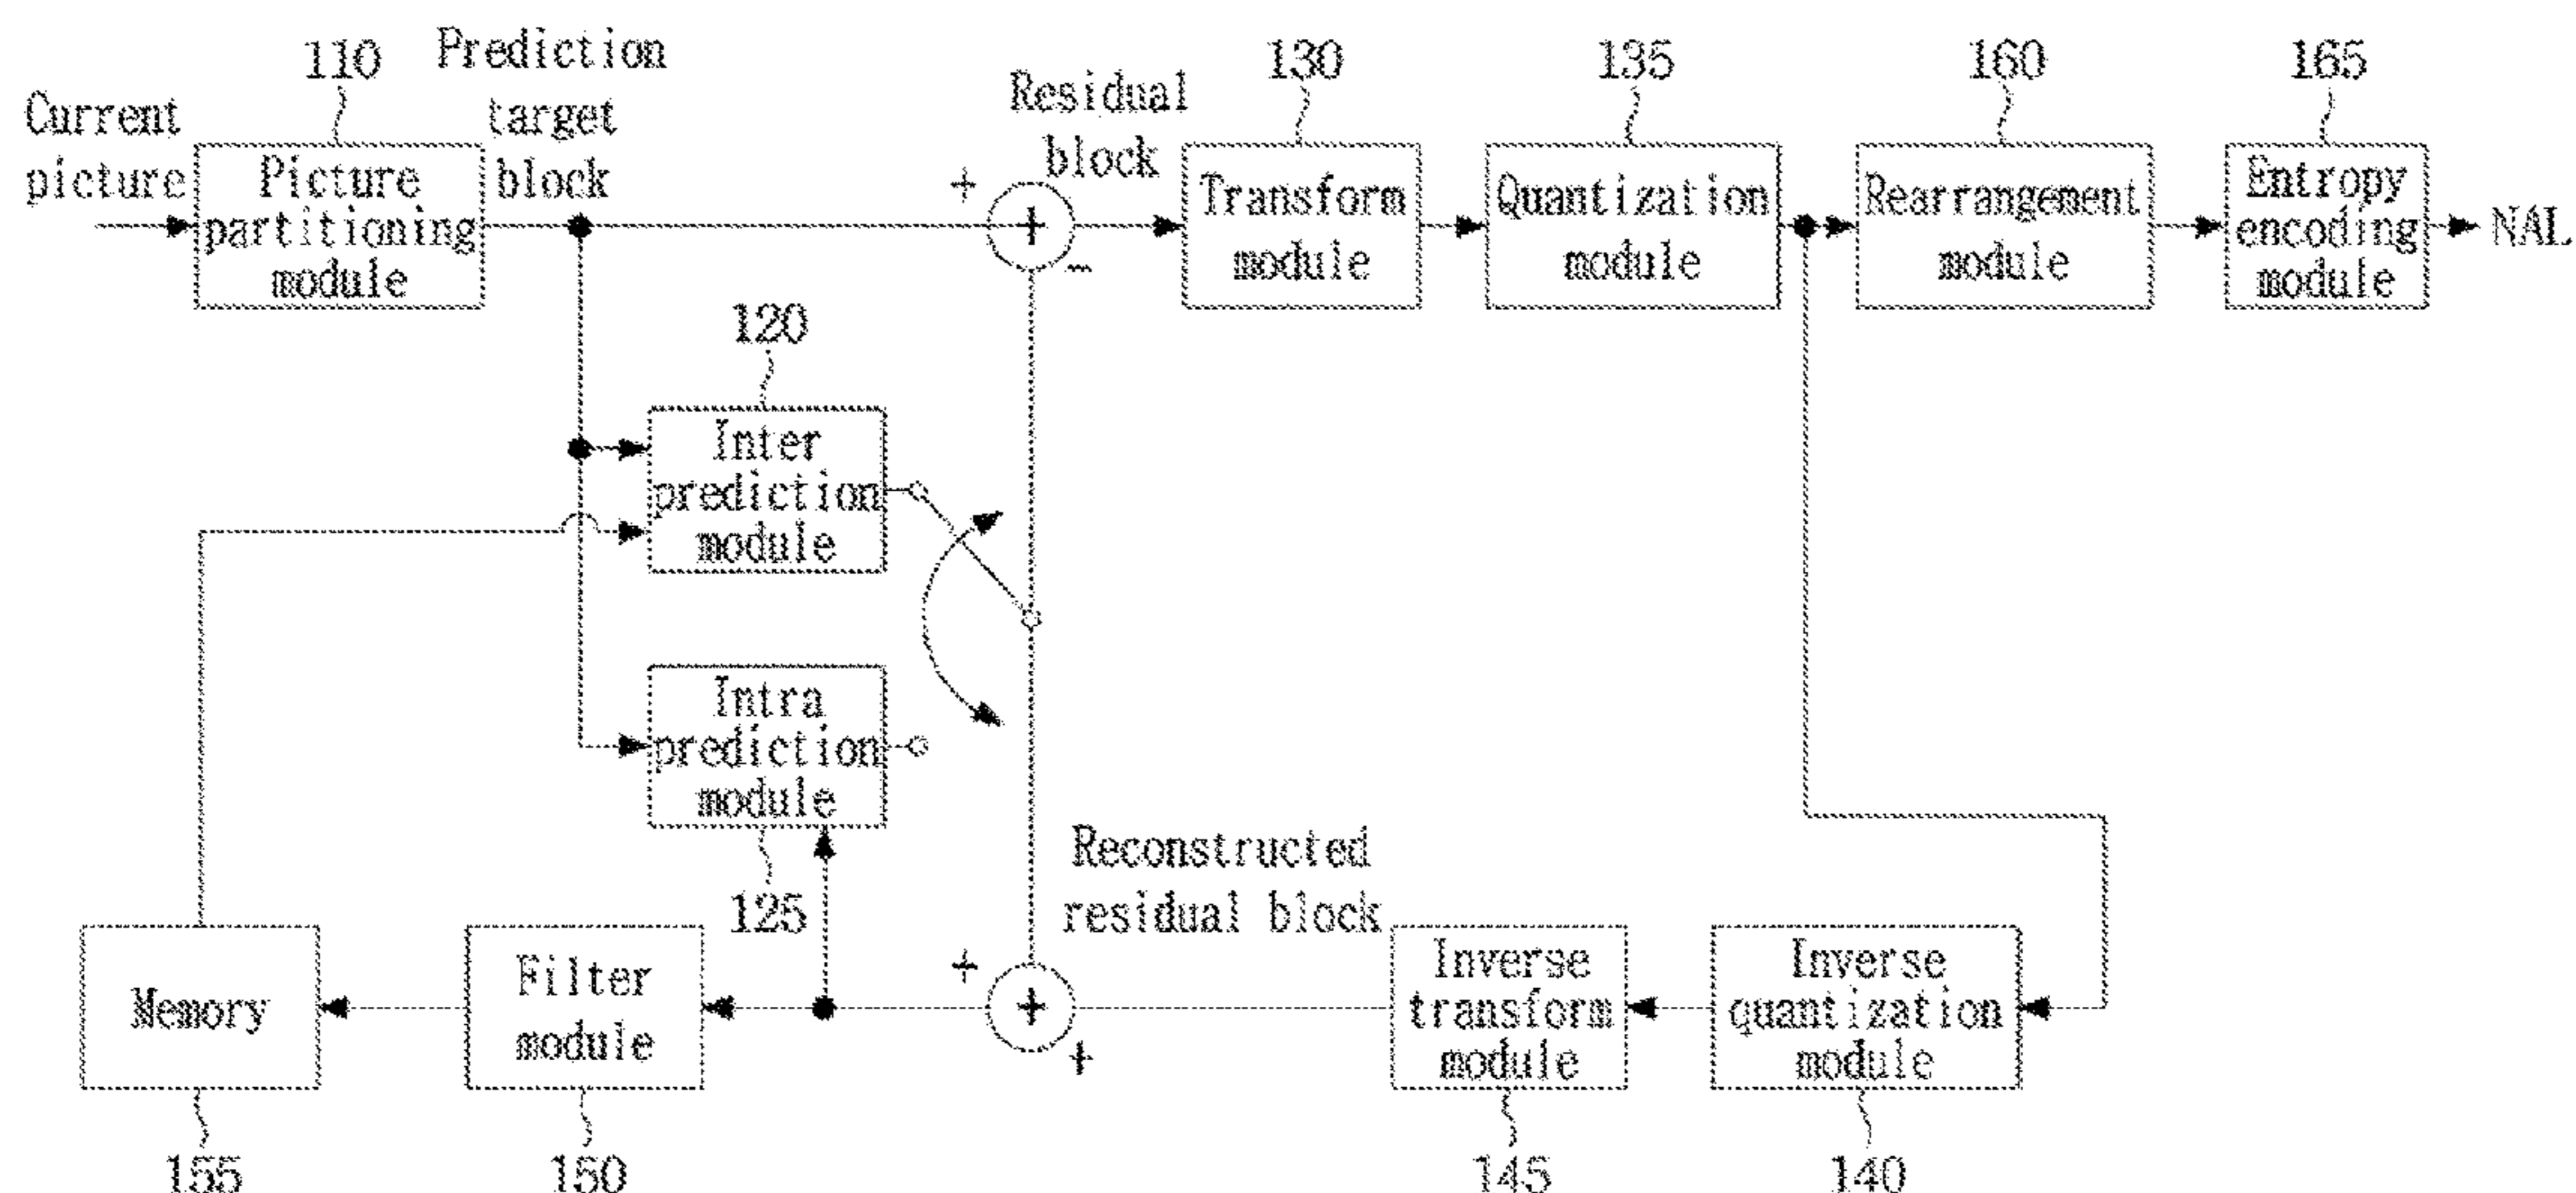 110
Prediction
target
block
Current
picture
Picture
partitioning
module
Residual
block
130
Transform
module
135
Quantization
module
160
Rearrangement
module
165
Entropy
encoding
module
NAL
+
+
-
120
Inter
prediction
module
Intra
prediction
module
125
Reconstructed
residual block
+
+
+
Memory
155
Filter
module
150
Inverse
transform
module
145
Inverse
quantization
module
140